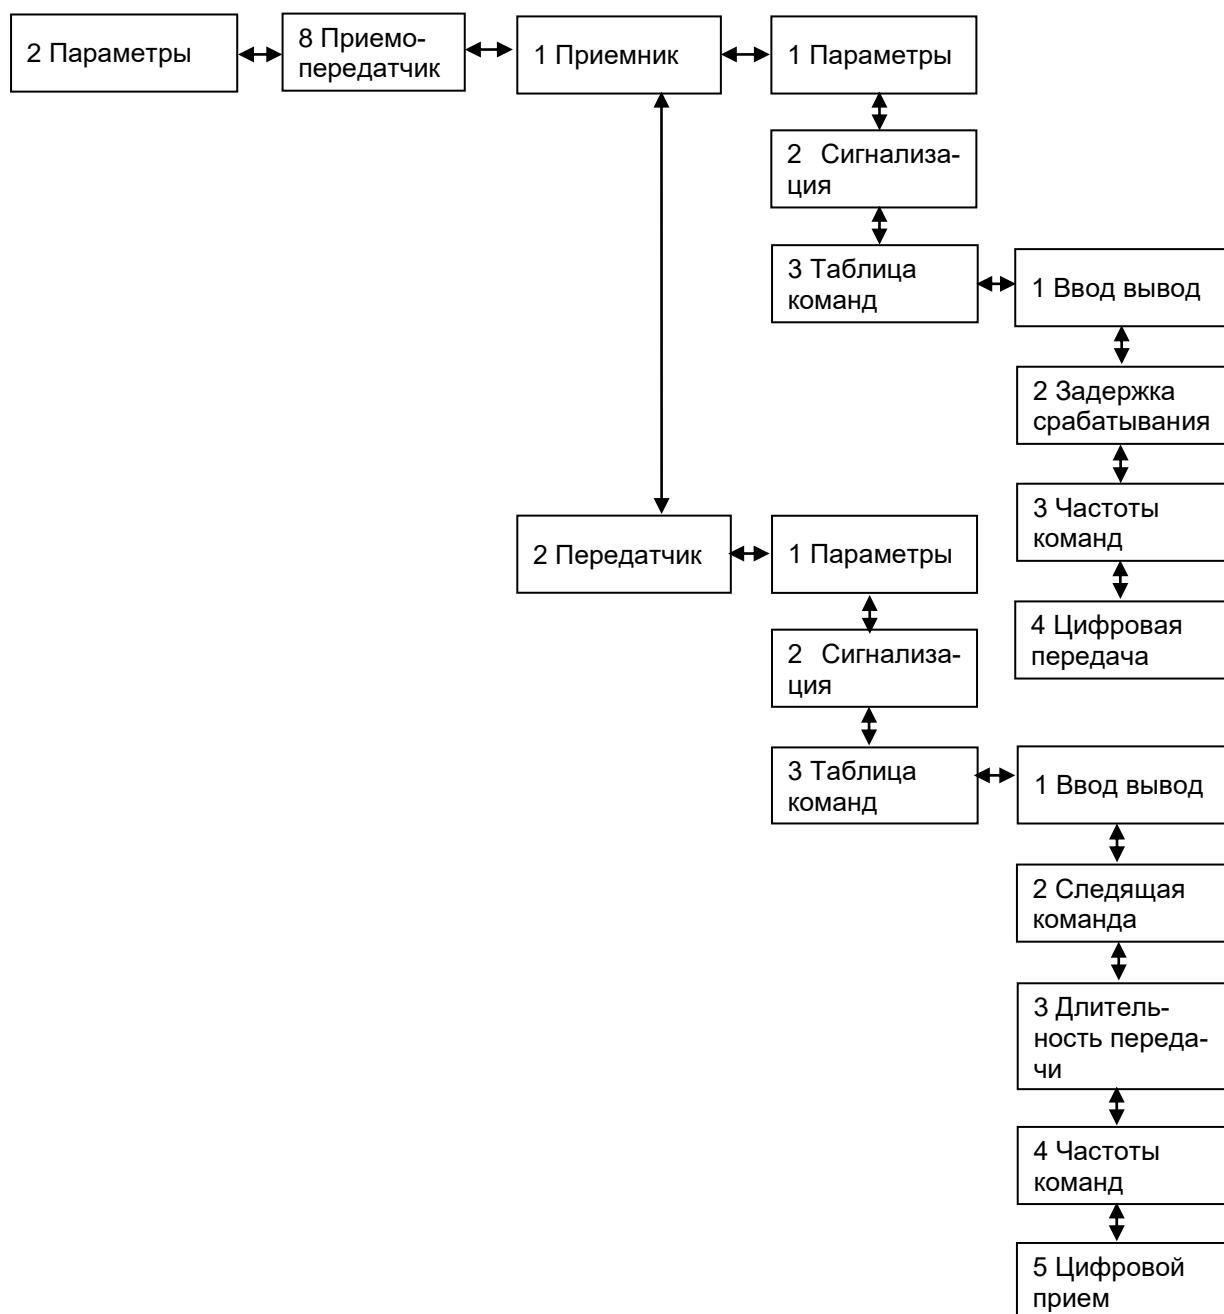 2 Параметры
8 Приемо-
передатчик
1 Приемник
1 Параметры
2 Сигнализа-
ция
3 Таблица
команд
1 Ввод вывод
2 Задержка
срабатывания
3 Частоты
команд
4 Цифровая
передача
2 Передатчик
1 Параметры
2 Сигнализа-
ция
3 Таблица
команд
1 Ввод вывод
2 Следящая
команда
3 Длитель-
ность переда-
чи
4 Частоты
команд
5 Цифровой
прием